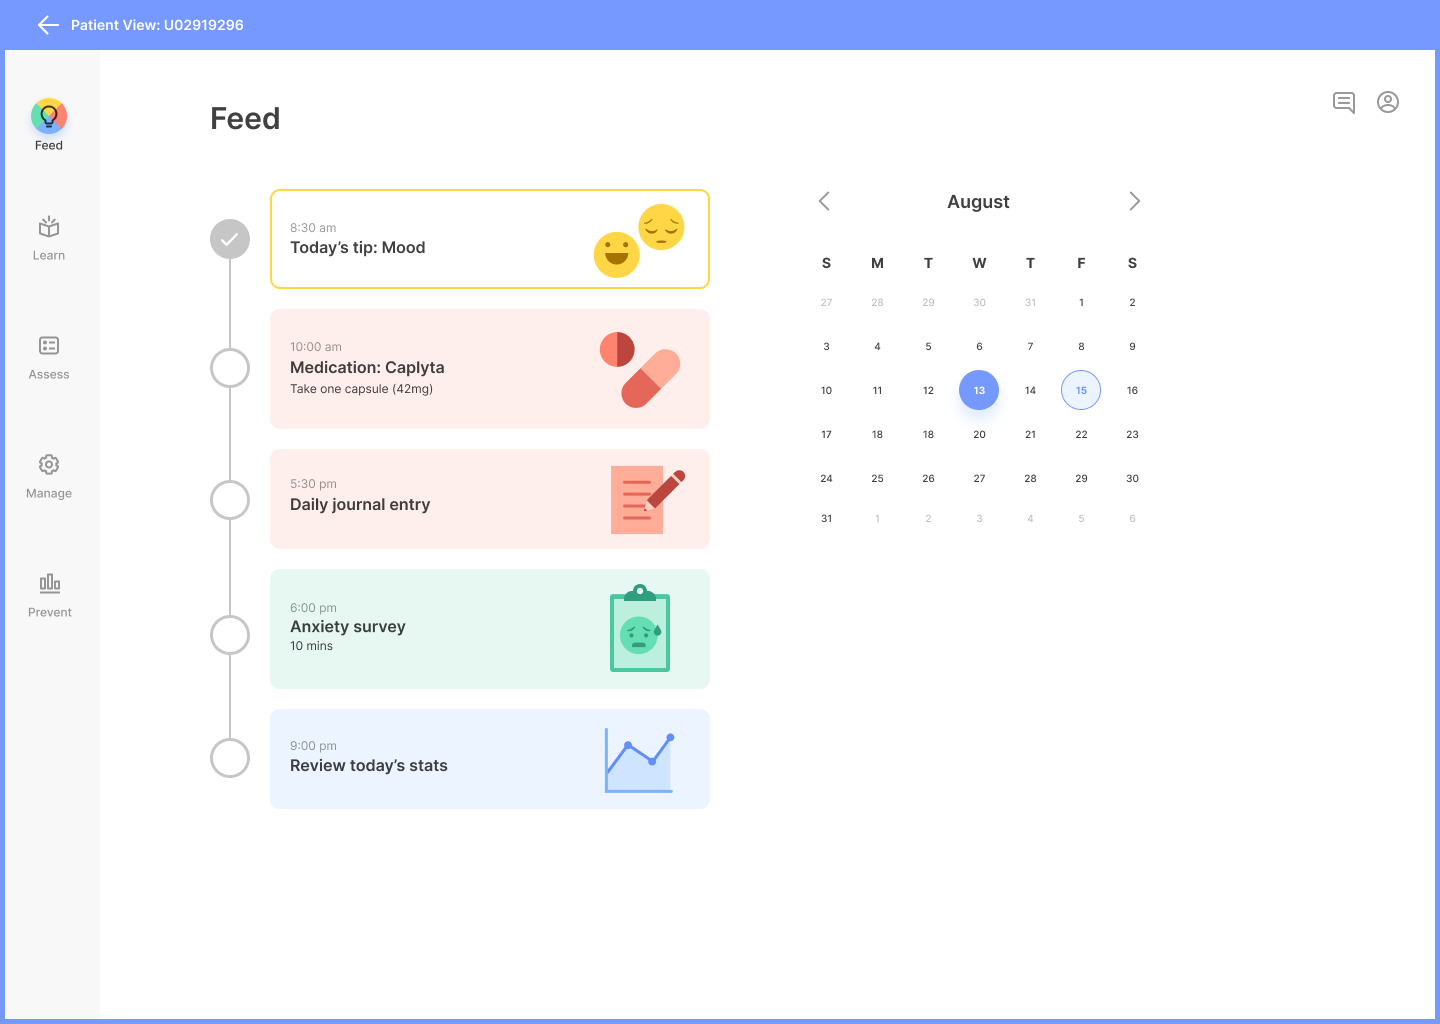 Patient View: U02919296
Feed
Learn
Assess
Manage
Prevent
Feed
8:30 am
Today’s tip: Mood
10:00 am
Medication: Caplyta
Take one capsule (42mg)
5:30 pm
Daily journal entry
6:00 pm
Anxiety survey
10 mins
9:00 pm
Review today’s stats
August
S M T W T F S
27 28 29 30 31 1 2
3 4 5 6 7 8 9
10 11 12 13 14 15 16
17 18 18 20 21 22 23
24 25 26 27 28 29 30
31 1 2 3 4 5 6